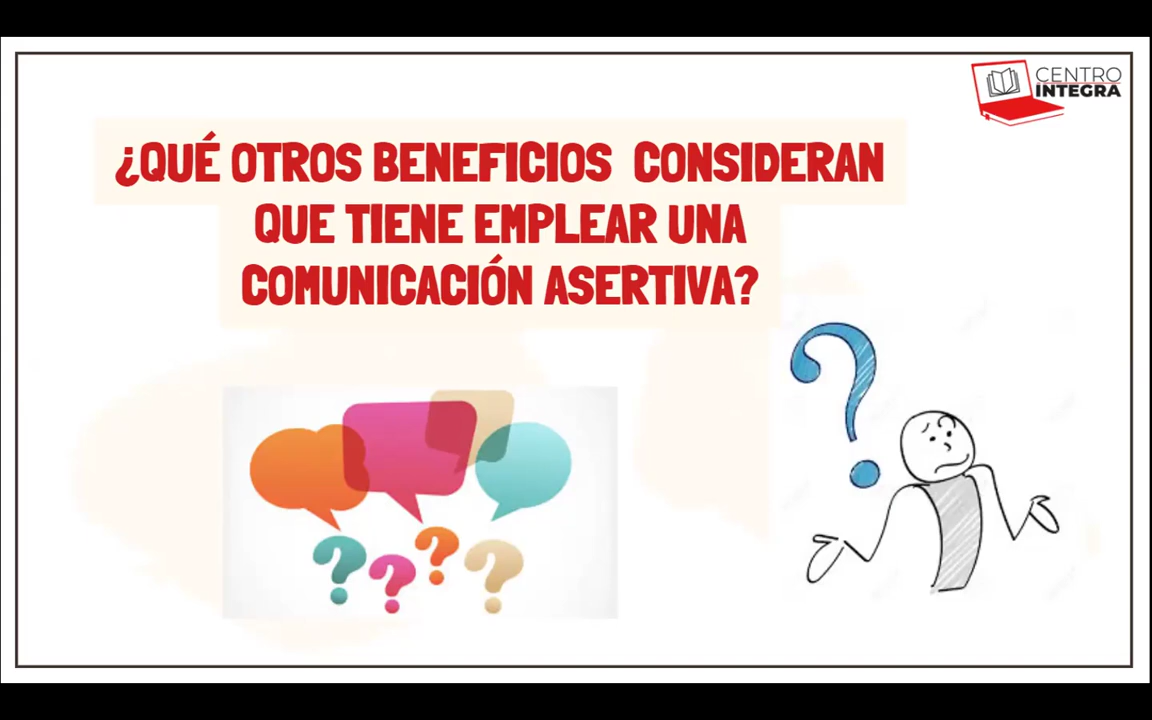 CENTRO
INTEGRA
¿QUÉ OTROS BENEFICIOS CONSIDERAN
QUE TIENE EMPLEAR UNA
COMUNICACIÓN ASERTIVA?